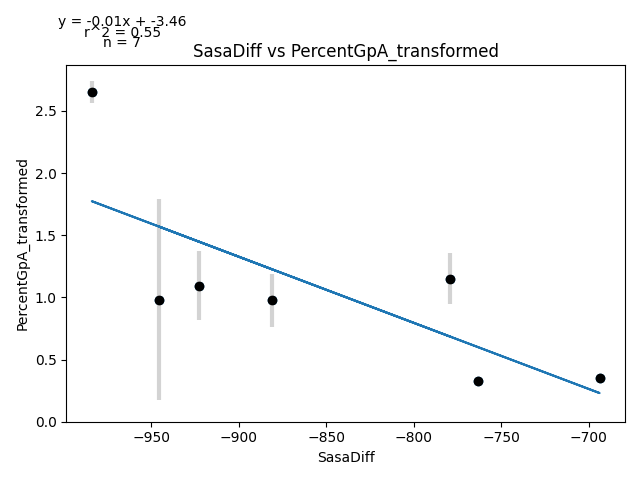 y = -0.01x + -3.46
r^2 = 0.55
n = 7
SasaDiff vs PercentGpA_transformed
PercentGpA_transformed
2.5
2.0
1.5
1.0
0.5
0.0
−950
−900
−850
−800
−750
−700
SasaDiff